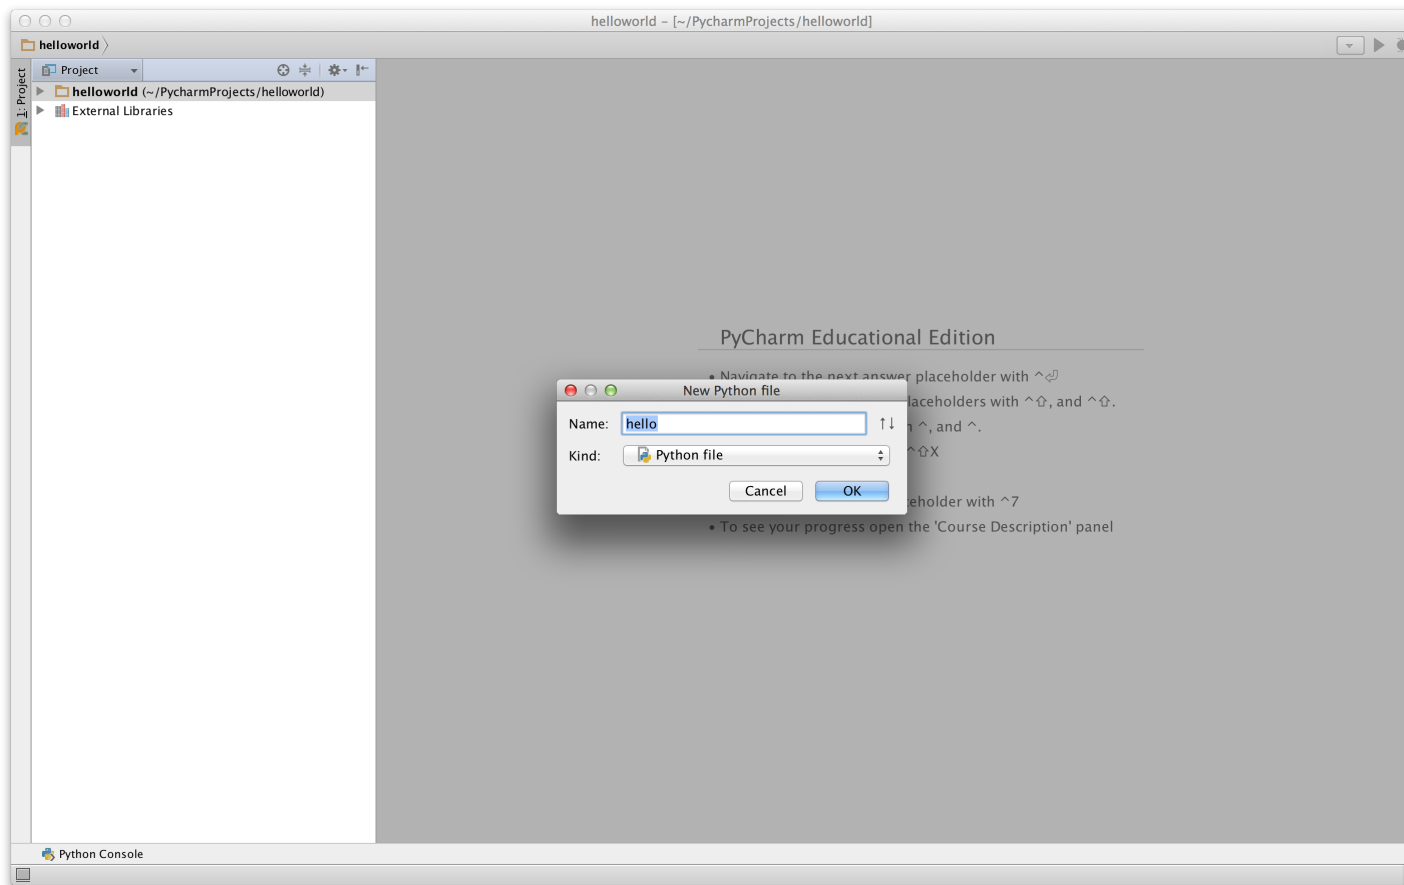 helloworld – [~/PycharmProjects/helloworld]
helloworld
1: Project
Project
helloworld (~/PycharmProjects/helloworld)
External Libraries
PyCharm Educational Edition
• Navigate to the next answer placeholder with ^⏎
laceholders with ^⇧, and ^⇧.
^, and ^.
^⇧X
eholder with ^7
• To see your progress open the 'Course Description' panel
New Python file
Name: hello ↑↓
Kind: Python file
Cancel OK
Python Console